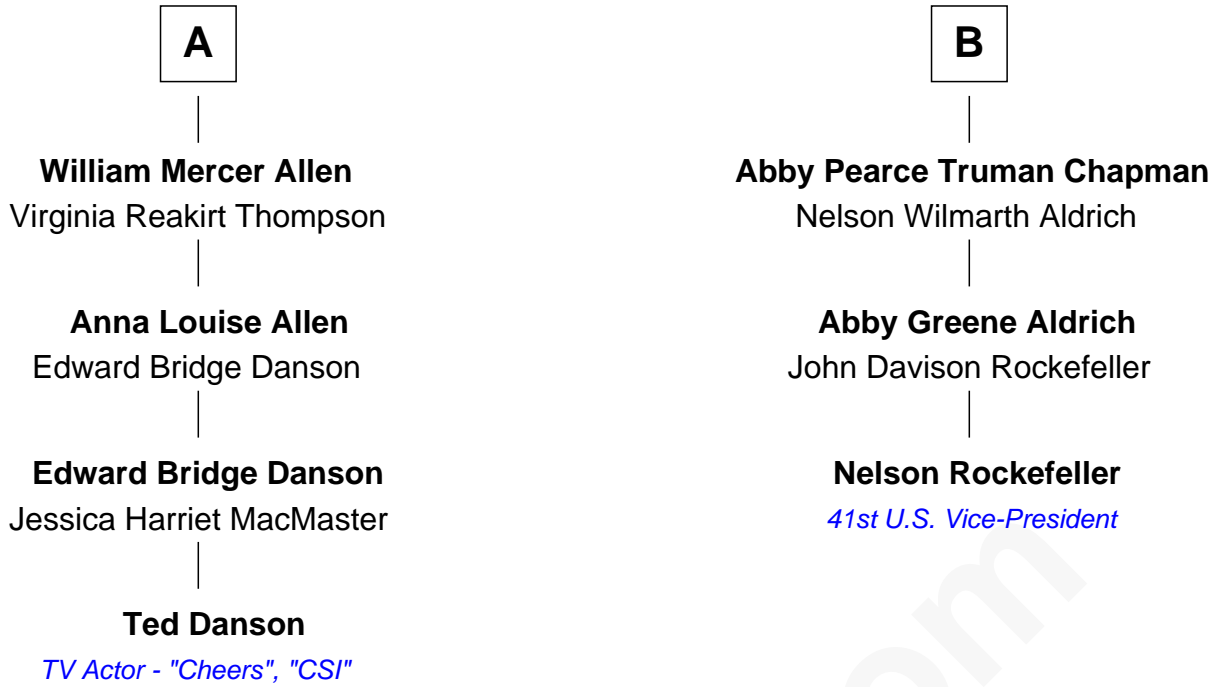 A
William Mercer Allen
Virginia Reakirt Thompson
Anna Louise Allen
Edward Bridge Danson
Edward Bridge Danson
Jessica Harriet MacMaster
Ted Danson
TV Actor - "Cheers", "CSI"
B
Abby Pearce Truman Chapman
Nelson Wilmarth Aldrich
Abby Greene Aldrich
John Davison Rockefeller
Nelson Rockefeller
41st U.S. Vice-President
om